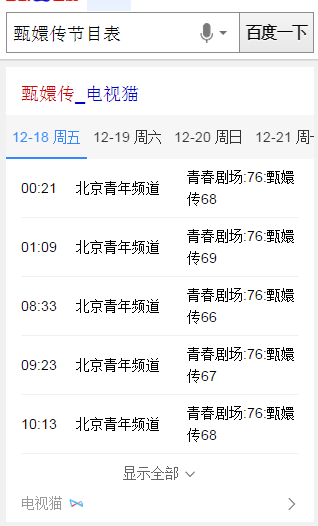 甄嬛传节目表
百度一下
甄嬛传_电视猫
12-18 周五 12-19 周六 12-20 周日 12-21 周
00:21 北京青年频道 青春剧场:76:甄嬛
传68
01:09 北京青年频道 青春剧场:76:甄嬛
传69
08:33 北京青年频道 青春剧场:76:甄嬛
传66
09:23 北京青年频道 青春剧场:76:甄嬛
传67
10:13 北京青年频道 青春剧场:76:甄嬛
传68
显示全部
电视猫